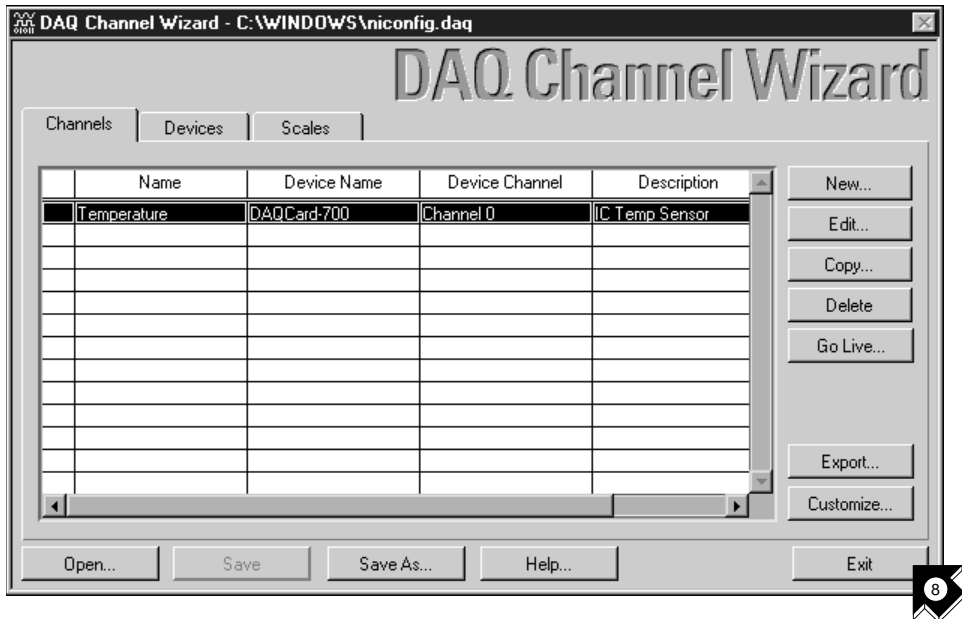 DAQ Channel Wizard - C:\WINDOWS\niconfig.daq
DAQ Channel Wizard
Channels Devices Scales
Name Device Name Device Channel Description
Temperature DAQCard-700 Channel 0 IC Temp Sensor
New...
Edit...
Copy...
Delete
Go Live...
Export...
Customize...
Open... Save Save As... Help... Exit
8